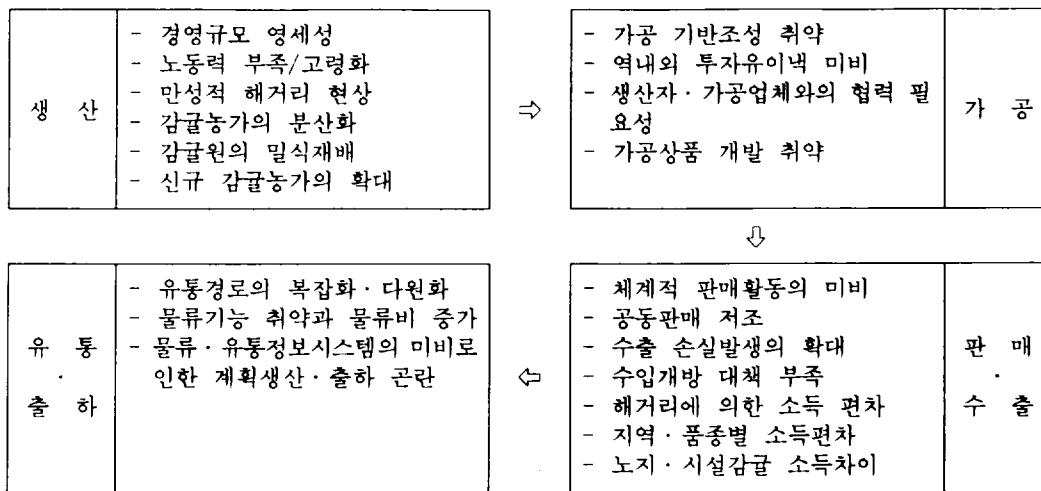 생 산
- 경영규모 영세성
- 노동력 부족/고령화
- 만성적 해거리 현상
- 감귤농가의 분산화
- 감귤원의 밀식재배
- 신규 감귤농가의 확대
⇨
- 가공 기반조성 취약
- 역내외 투자유이낵 미비
- 생산자·가공업체와의 협력 필
요성
- 가공상품 개발 취약
가 공
⇩
- 체계적 판매활동의 미비
- 공동판매 저조
- 수출 손실발생의 확대
- 수입개방 대책 부족
- 해거리에 의한 소득 편차
- 지역·품종별 소득편차
- 노지·시설감귤 소득차이
판 매
·
수 출
⇦
유 통
·
출 하
- 유통경로의 복잡화·다원화
- 물류기능 취약과 물류비 증가
- 물류·유통정보시스템의 미비로
인한 계획생산·출하 곤란